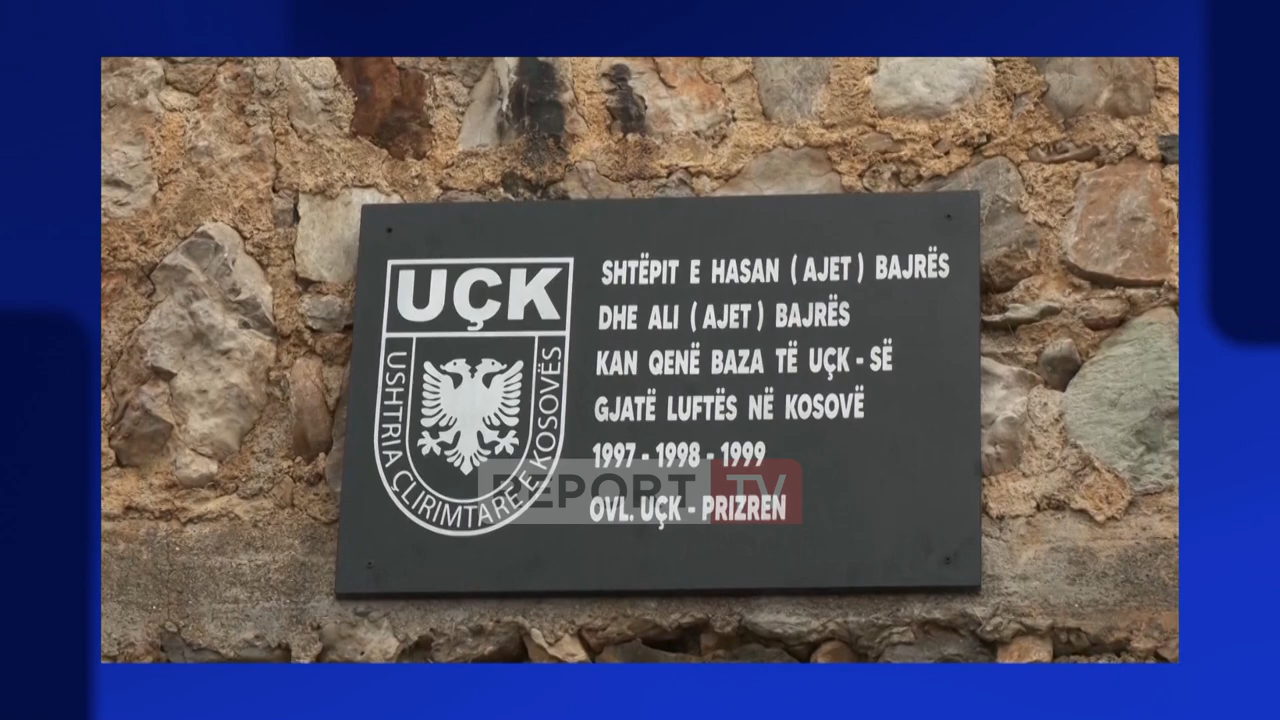 UÇK
USHTRIA ÇLIRIMTARE E KOSOVËS
SHTËPIT E HASAN (AJET) BAJRËS
DHE ALI (AJET) BAJRËS
KAN QENË BAZA TË UÇK-SË
GJATË LUFTËS NË KOSOVË
1997-1998-1999
OVL. UÇK-PRIZREN
REPORT TV